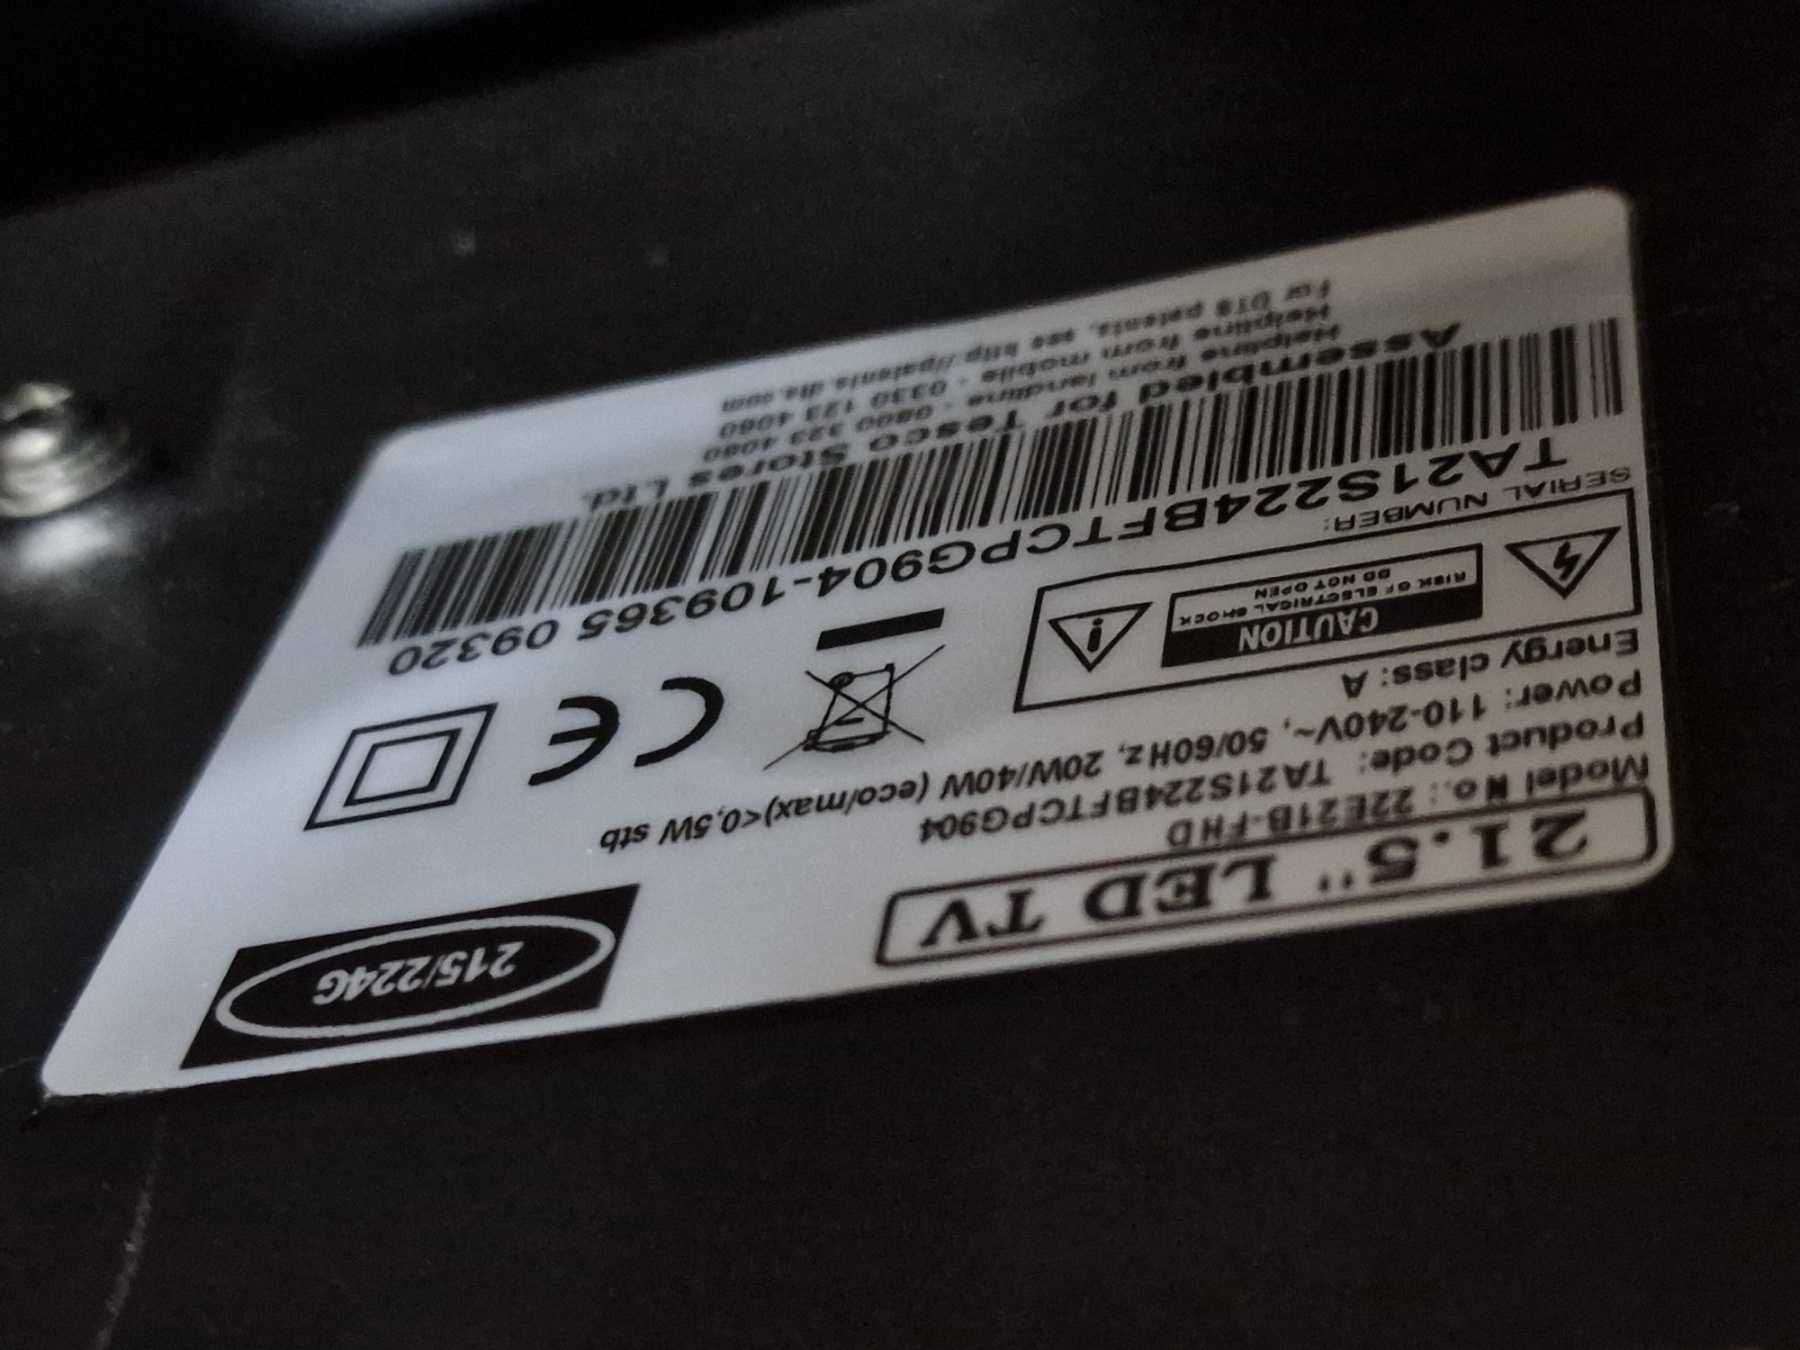 21.5" LED TV
215/224G
Model No.: 22E21B-FHD
Product Code: TA21S224BFTCPG904
Power: 110-240V~, 50/60Hz, 20W/40W (eco/max)<0,5W stb
Energy class: A
CAUTION
RISK OF ELECTRICAL SHOCK
DO NOT OPEN
CE
SERIAL NUMBER:
TA21S224BFTCPG904-109365 09320
Assembled for Tesco Stores Ltd.
Helpline from landline - 0800 323 4060
Helpline from mobile - 0330 123 4060
For DTS patents, see http://patents.dts.com